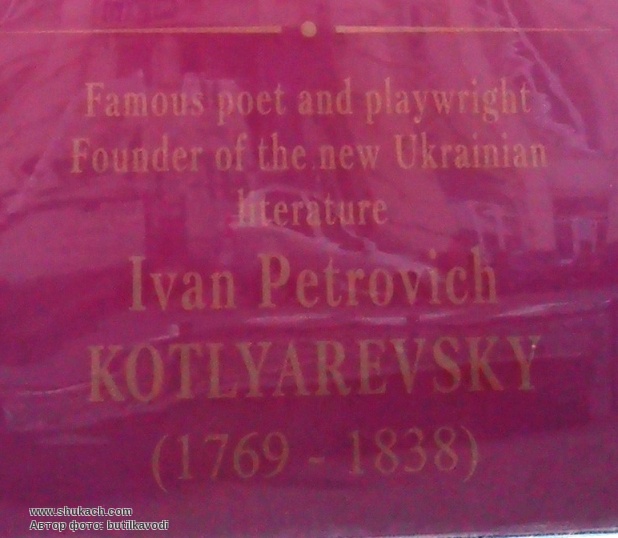 Famous poet and playwright
Founder of the new Ukrainian
literature
Ivan Petrovich
KOTLYAREVSKY
(1769 - 1838)
www.shukach.com
Автор фото: butilkavodi